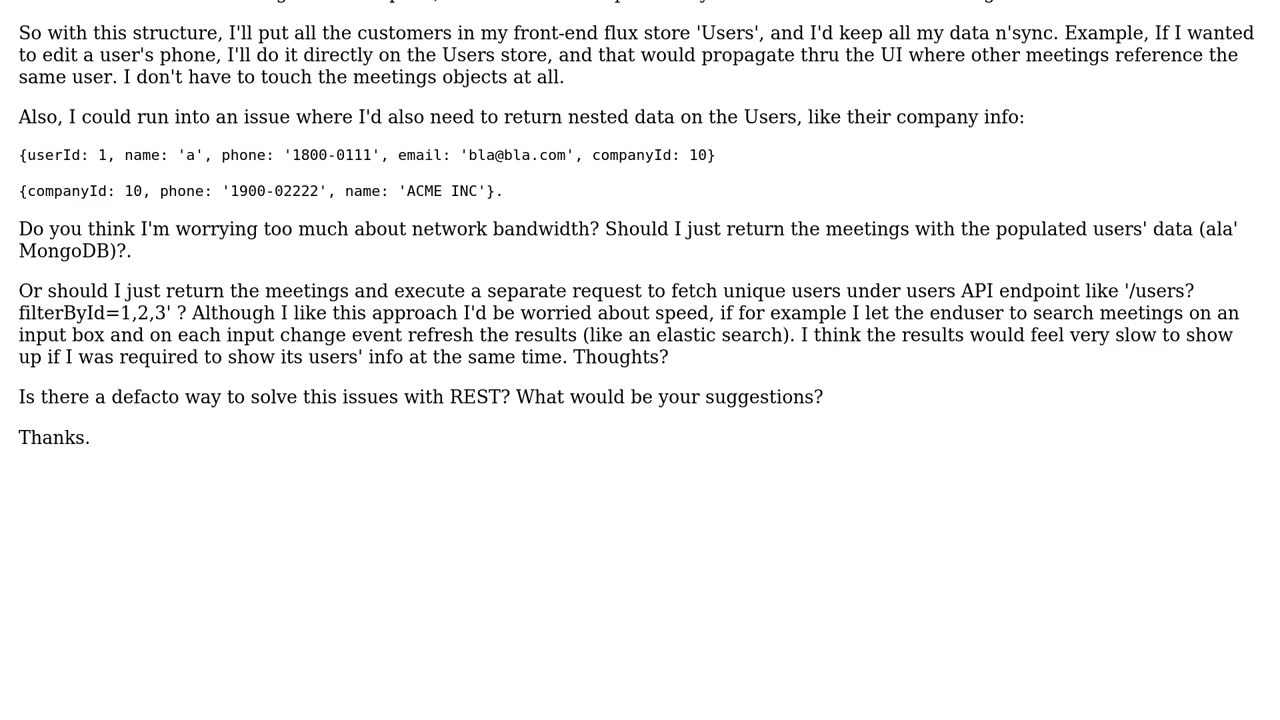 So with this structure, I'll put all the customers in my front-end flux store 'Users', and I'd keep all my data n'sync. Example, If I wanted
to edit a user's phone, I'll do it directly on the Users store, and that would propagate thru the UI where other meetings reference the
same user. I don't have to touch the meetings objects at all.
Also, I could run into an issue where I'd also need to return nested data on the Users, like their company info:
{userId: 1, name: 'a', phone: '1800-0111', email: 'bla@bla.com', companyId: 10}
{companyId: 10, phone: '1900-02222', name: 'ACME INC'}.
Do you think I'm worrying too much about network bandwidth? Should I just return the meetings with the populated users' data (ala'
MongoDB)?.
Or should I just return the meetings and execute a separate request to fetch unique users under users API endpoint like '/users?
filterById=1,2,3' ? Although I like this approach I'd be worried about speed, if for example I let the enduser to search meetings on an
input box and on each input change event refresh the results (like an elastic search). I think the results would feel very slow to show
up if I was required to show its users' info at the same time. Thoughts?
Is there a defacto way to solve this issues with REST? What would be your suggestions?
Thanks.